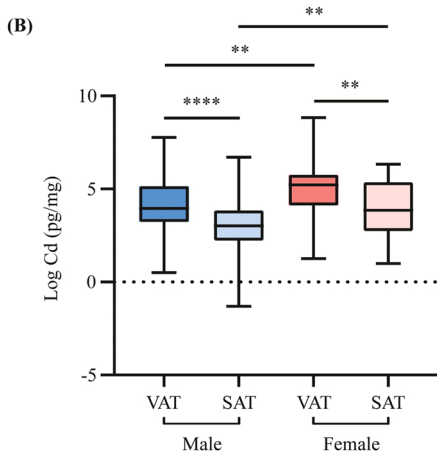 (B)
**
**
**** **
10
5
0
-5
Log Cd (pg/mg)
VAT SAT VAT SAT
Male Female